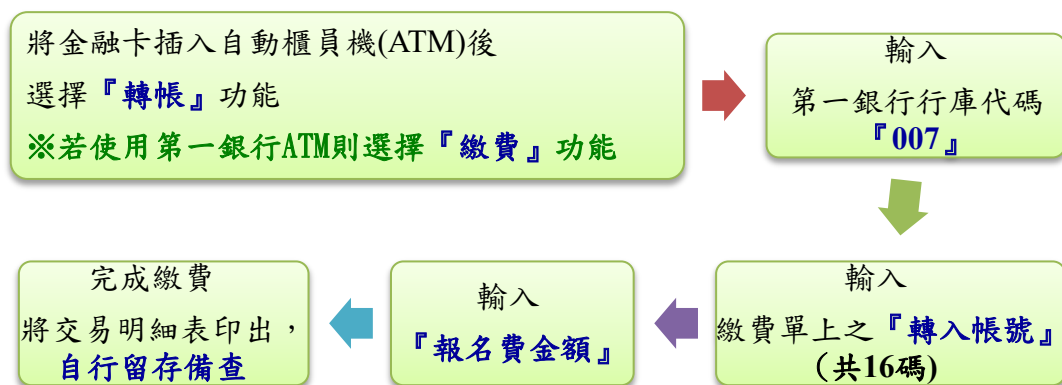 將金融卡插入自動櫃員機(ATM)後
選擇『轉帳』功能
※若使用第一銀行ATM則選擇『繳費』功能
輸入
第一銀行行庫代碼
『007』
輸入
繳費單上之『轉入帳號』
(共16碼)
輸入
『報名費金額』
完成繳費
將交易明細表印出，
自行留存備查